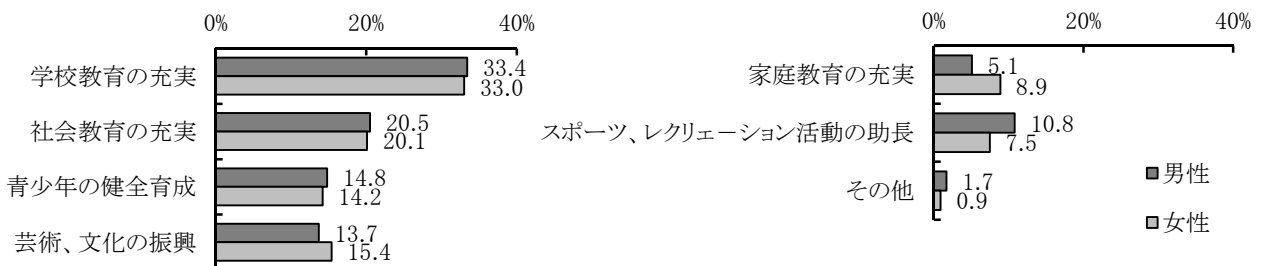 0% 20% 40%
学校教育の充実 33.4
33.0
社会教育の充実 20.5
20.1
青少年の健全育成 14.8
14.2
芸術、文化の振興 13.7
15.4
0% 20% 40%
家庭教育の充実 5.1
8.9
スポーツ、レクリェーション活動の助長 10.8
7.5
その他 1.7
0.9
男性
女性